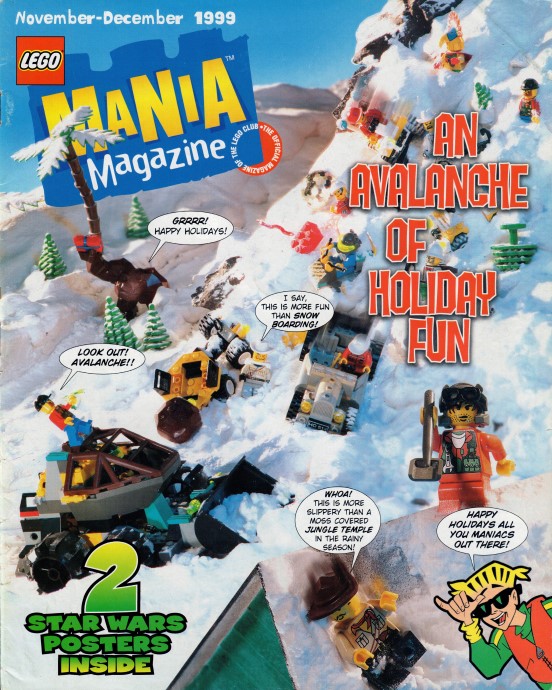 November-December 1999
LEGO
MANIA™
Magazine
•THE OFFICIAL MAGAZINE OF THE LEGO CLUB
AN
AVALANCHE
OF
HOLIDAY
FUN
GRRRR!
HAPPY HOLIDAYS!
I SAY,
THIS IS MORE FUN
THAN SNOW
BOARDING!
LOOK OUT!
AVALANCHE!!
WHOA!
THIS IS MORE
SLIPPERY THAN A
MOSS COVERED
JUNGLE TEMPLE
IN THE RAINY
SEASON!
HAPPY
HOLIDAYS ALL
YOU MANIACS
OUT THERE!
2
STAR WARS
POSTERS
INSIDE